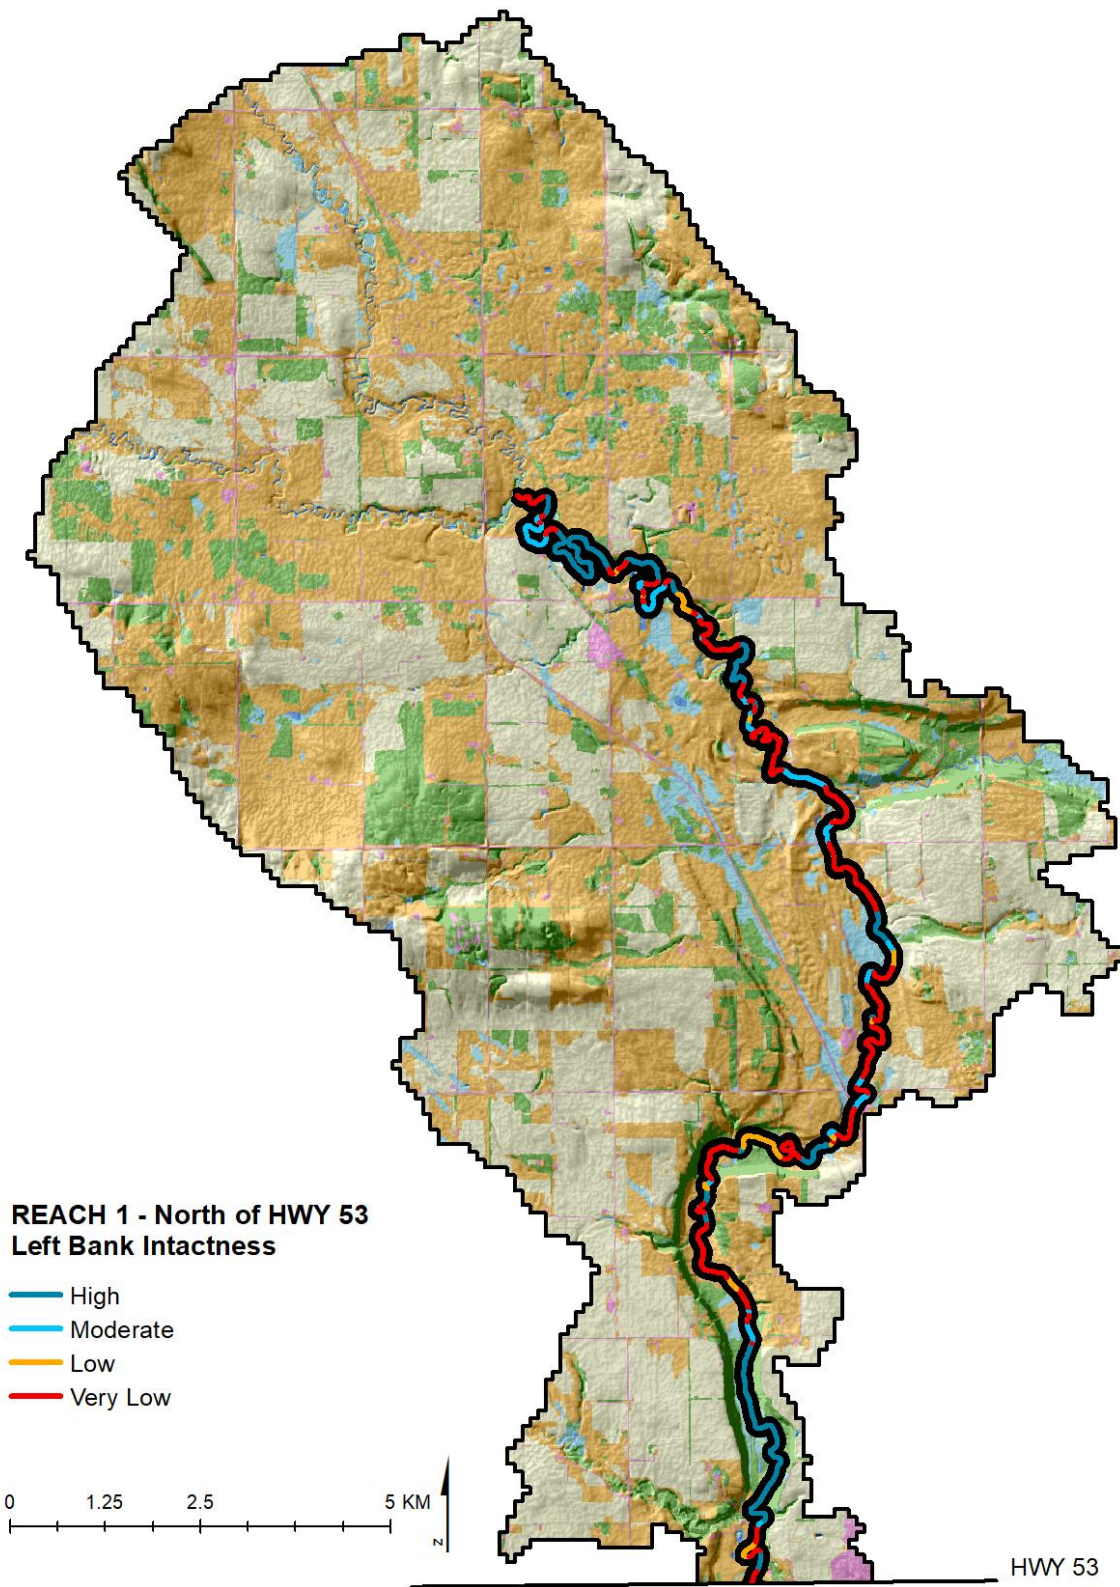 REACH 1 - North of HWY 53
Left Bank Intactness
High
Moderate
Low
Very Low
0 1.25 2.5 5 KM
N
HWY 53